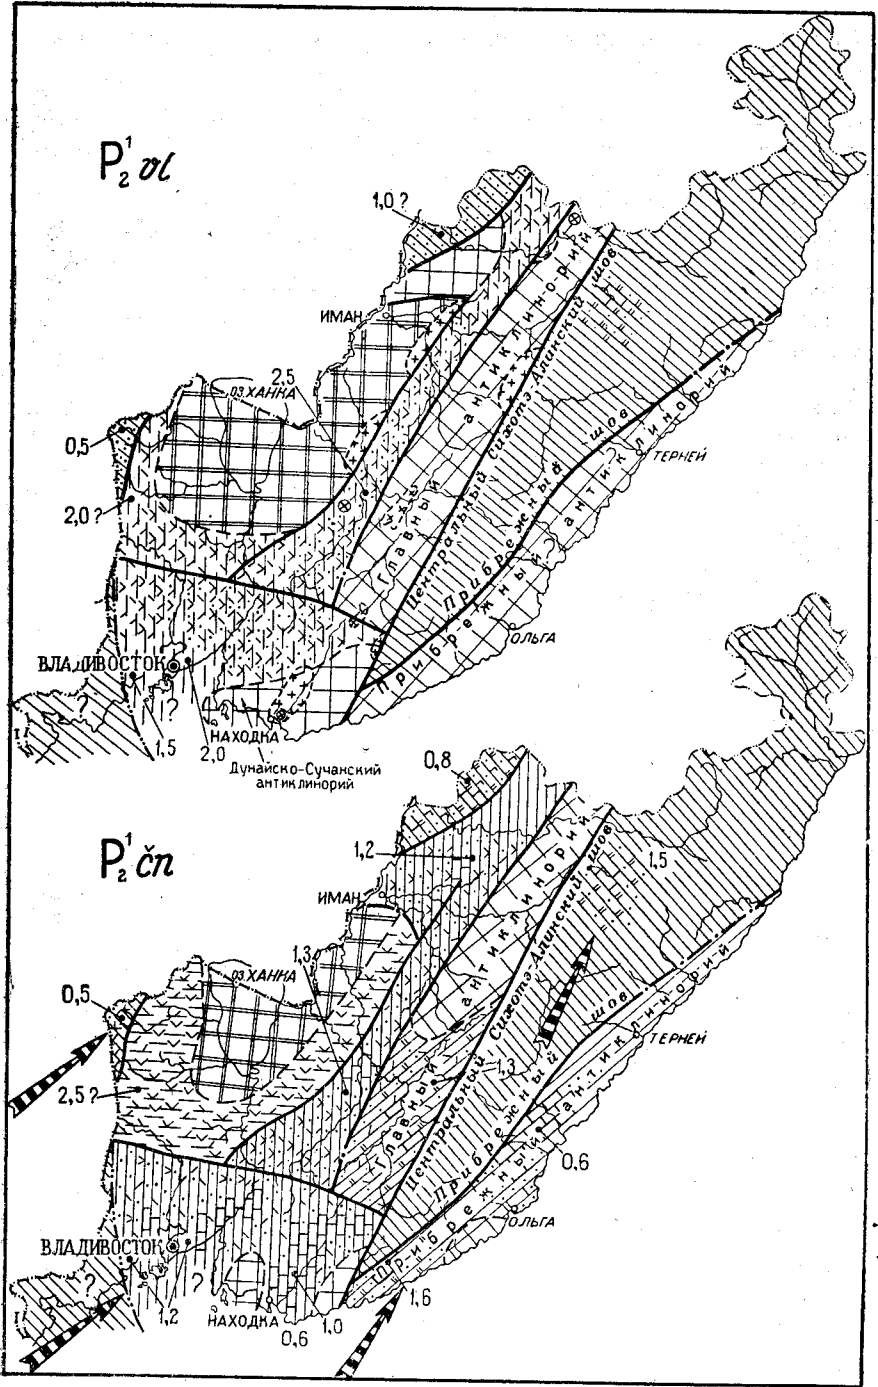 P₂¹ vl
1,0 ?
ИМАН
оз. ХАНКА
2,5
0,5
2,0 ?
Главный антиклинорий
Центральный Сихотэ-Алинский шов
Прибрежный шов
Прибрежный антиклинорий
ТЕРНЕЙ
ОЛЬГА
ВЛАДИВОСТОК
?
?
1,5
2,0
НАХОДКА
Дунайско-Сучанский
антиклинорий
P₂¹ čn
0,8
1,2
1,5
ИМАН
оз. ХАНКА
1,3
0,5
2,5 ?
Главный антиклинорий
1,3
Центральный Сихотэ-Алинский шов
Прибрежный шов
Прибрежный антиклинорий
ТЕРНЕЙ
0,6
ОЛЬГА
ВЛАДИВОСТОК
?
?
1,2
НАХОДКА
0,6
1,0
1,6